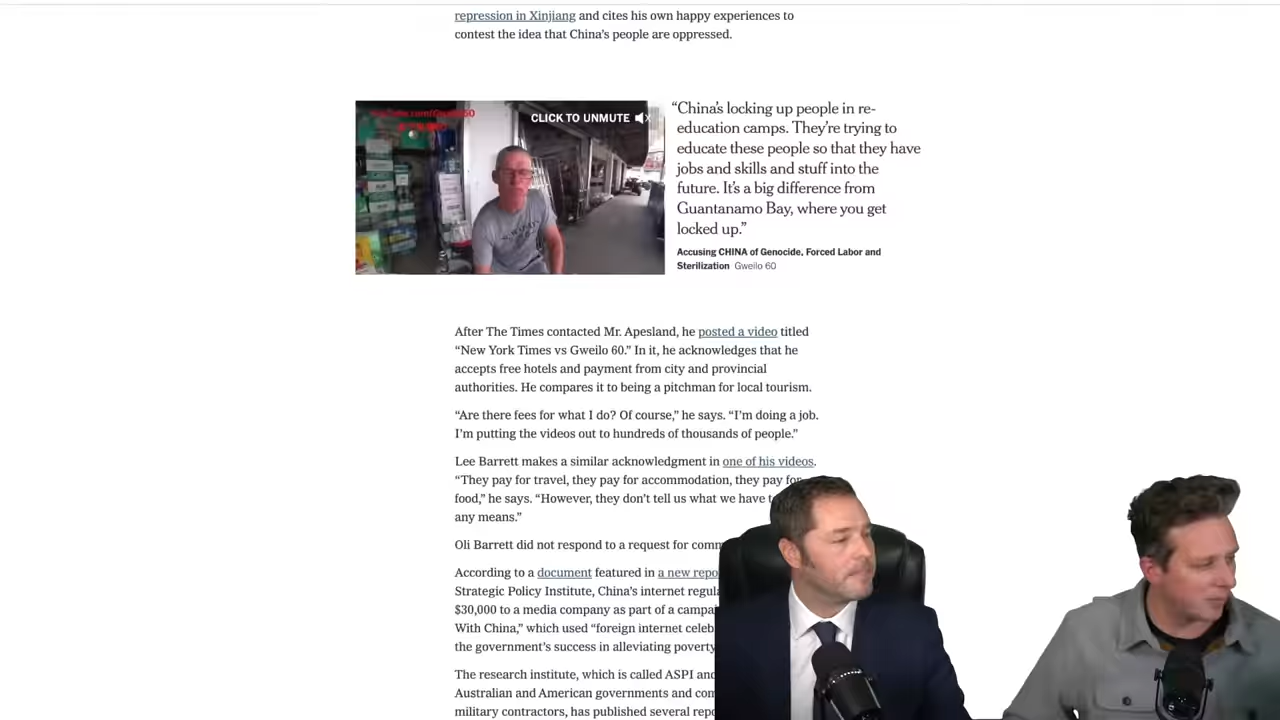 repression in Xinjiang and cites his own happy experiences to
contest the idea that China's people are oppressed.
CLICK TO UNMUTE
“China's locking up people in re-
education camps. They're trying to
educate these people so that they have
jobs and skills and stuff into the
future. It's a big difference from
Guantanamo Bay, where you get
locked up.”
Accusing CHINA of Genocide, Forced Labor and
Sterilization Gweilo 60
After The Times contacted Mr. Apesland, he posted a video titled
“New York Times vs Gweilo 60.” In it, he acknowledges that he
accepts free hotels and payment from city and provincial
authorities. He compares it to being a pitchman for local tourism.
“Are there fees for what I do? Of course,” he says. “I'm doing a job.
I'm putting the videos out to hundreds of thousands of people.”
Lee Barrett makes a similar acknowledgment in one of his videos.
“They pay for travel, they pay for accommodation, they pay for
food,” he says. “However, they don't tell us what we have
any means.”
Oli Barrett did not respond to a request for
According to a document featured in a new
Strategic Policy Institute, China's internet
$30,000 to a media company as part of a
With China,” which used “foreign internet
the government's success in alleviating poverty
The research institute, which is called ASPI and
Australian and American governments and
military contractors, has published several